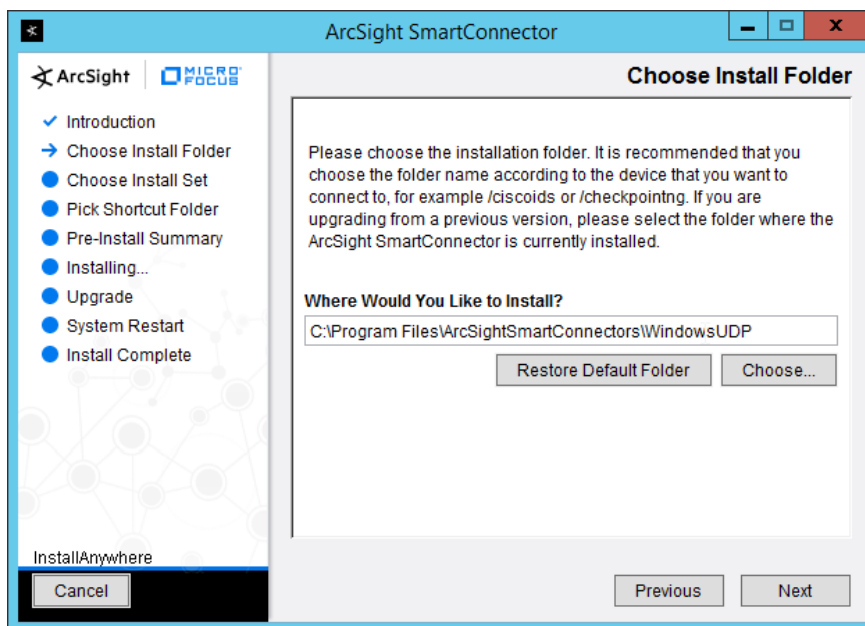 ArcSight SmartConnector
ArcSight
MICRO
FOCUS
Choose Install Folder
Introduction
Choose Install Folder
Choose Install Set
Pick Shortcut Folder
Pre-Install Summary
Installing...
Upgrade
System Restart
Install Complete
Please choose the installation folder. It is recommended that you
choose the folder name according to the device that you want to
connect to, for example /ciscoids or /checkpointng. If you are
upgrading from a previous version, please select the folder where the
ArcSight SmartConnector is currently installed.
Where Would You Like to Install?
C:\Program Files\ArcSightSmartConnectors\WindowsUDP
Restore Default Folder
Choose...
InstallAnywhere
Cancel
Previous
Next